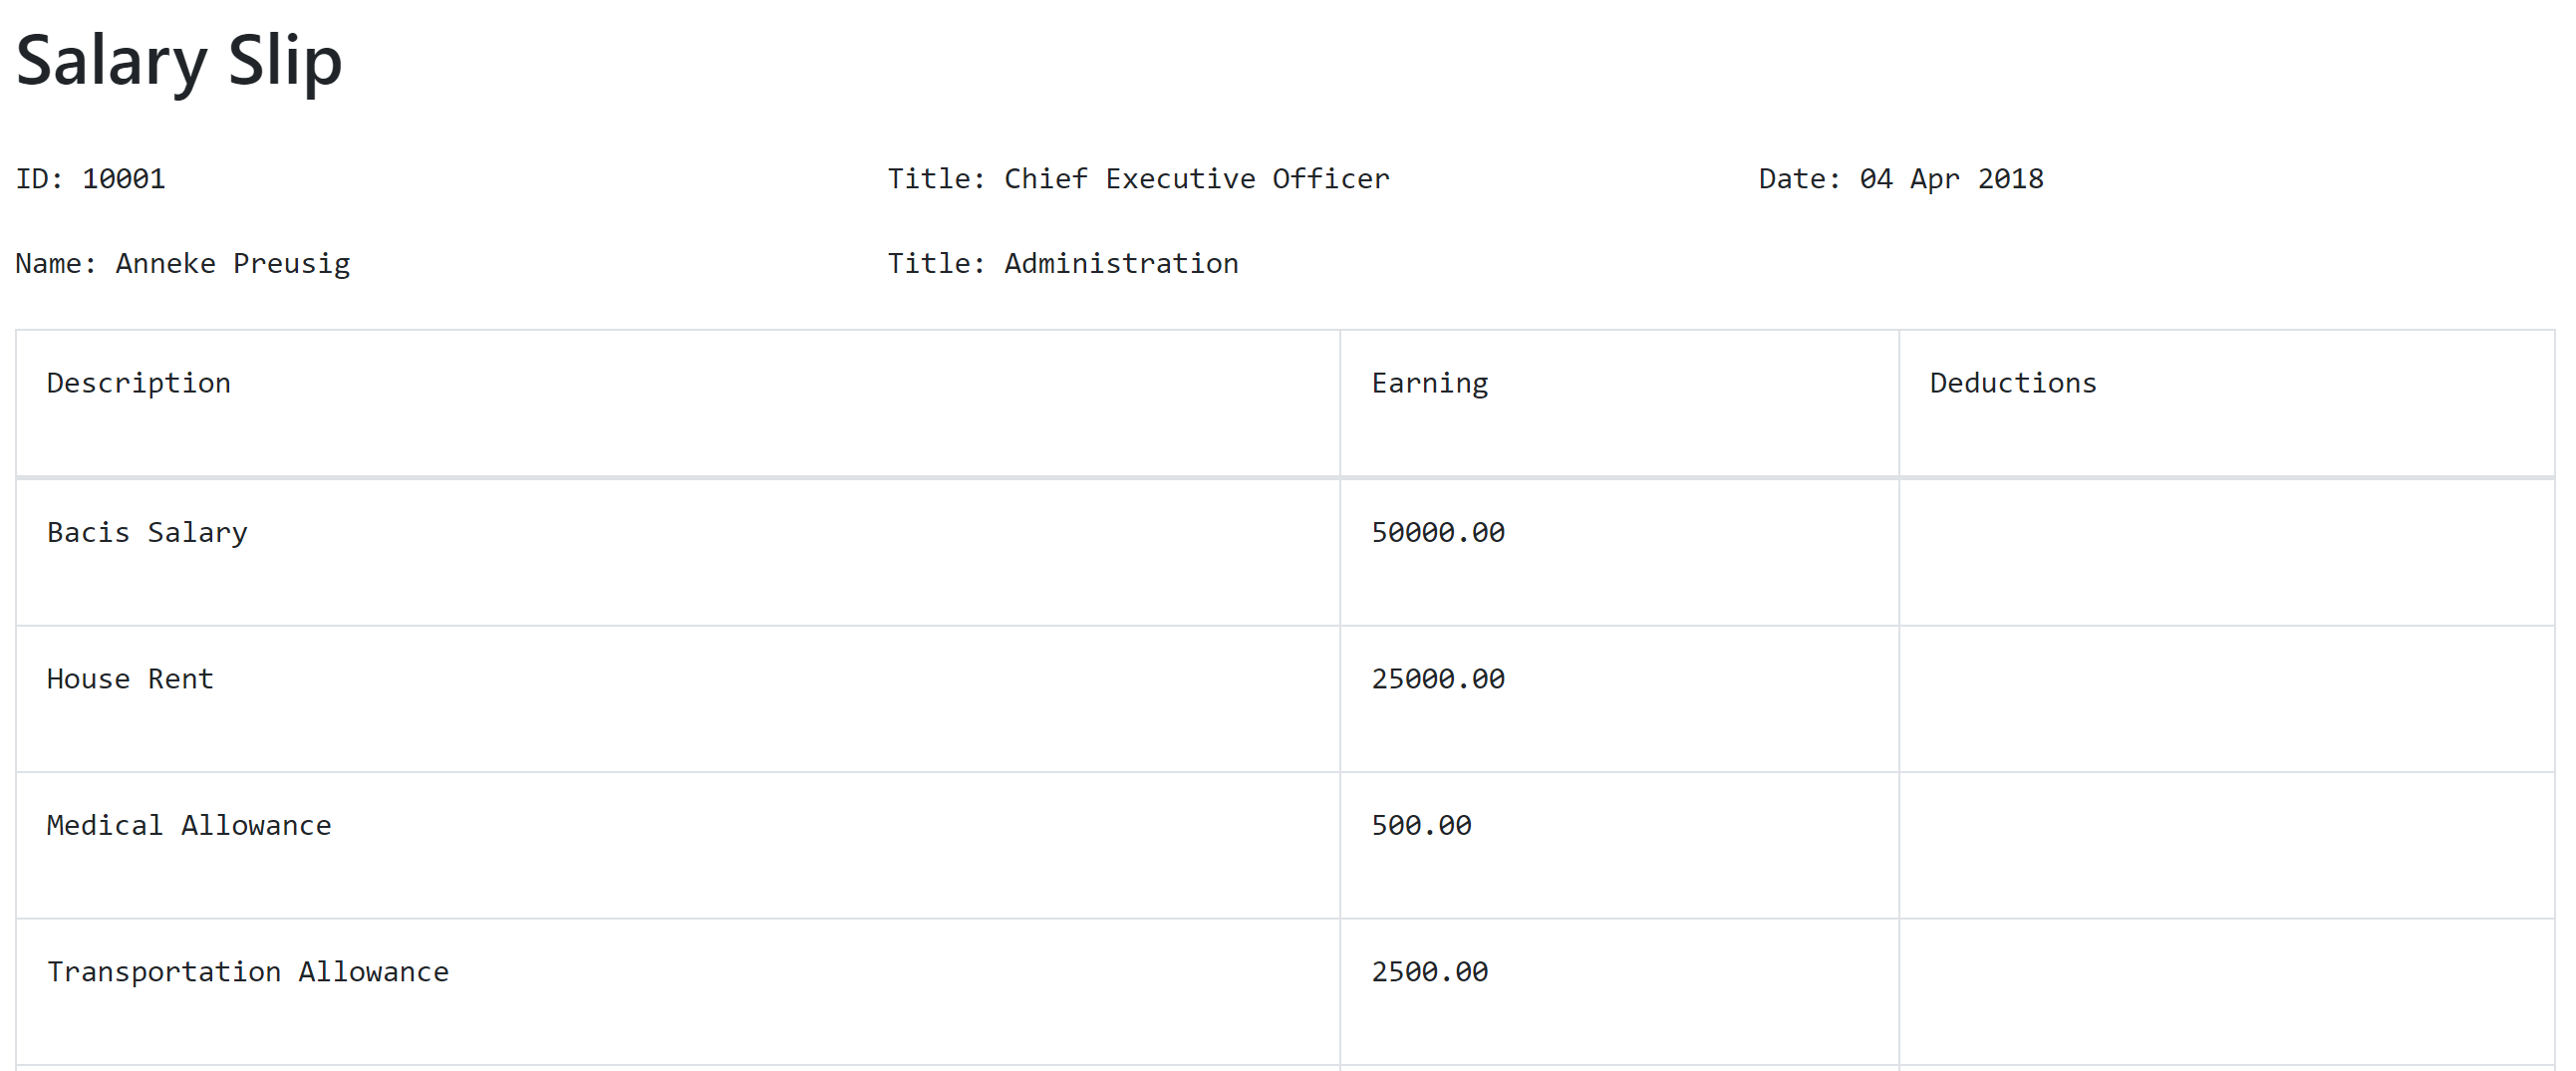 Salary Slip
ID: 10001 Title: Chief Executive Officer Date: 04 Apr 2018
Name: Anneke Preusig Title: Administration
Description Earning Deductions
Bacis Salary 50000.00
House Rent 25000.00
Medical Allowance 500.00
Transportation Allowance 2500.00